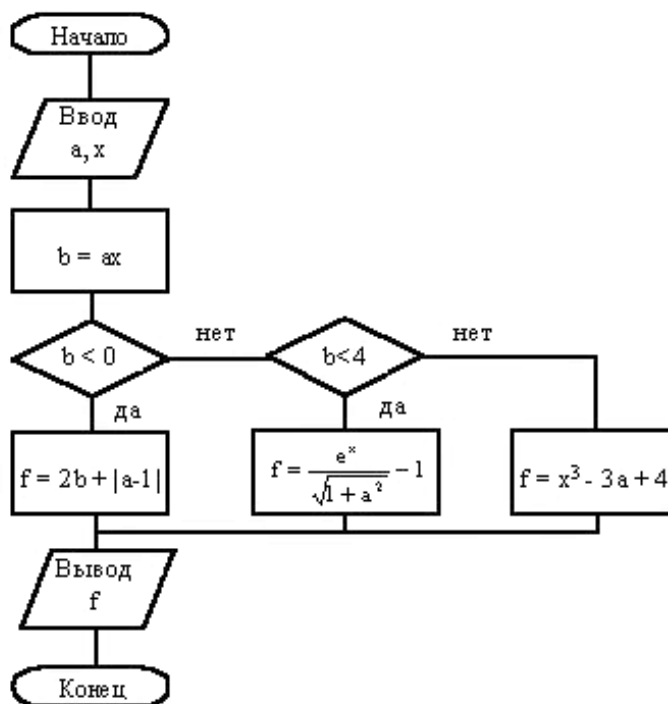 Начало
Ввод
a, x
b = ax
b < 0
нет
b<4
нет
да
да
f = 2b + |a-1|
f = e^x / √(1 + a²) − 1
f = x³ - 3a + 4
Вывод
f
Конец